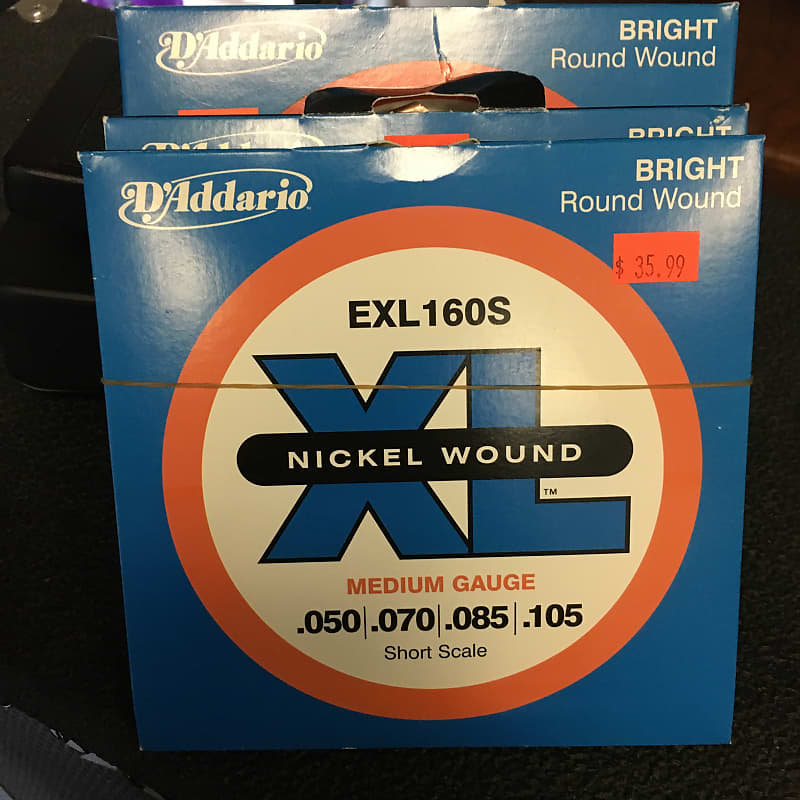 D'Addario
BRIGHT
Round Wound
BRIGHT
D'Addario
BRIGHT
Round Wound
$ 35.99
EXL160S
XL
NICKEL WOUND
™
MEDIUM GAUGE
.050|.070|.085|.105
Short Scale